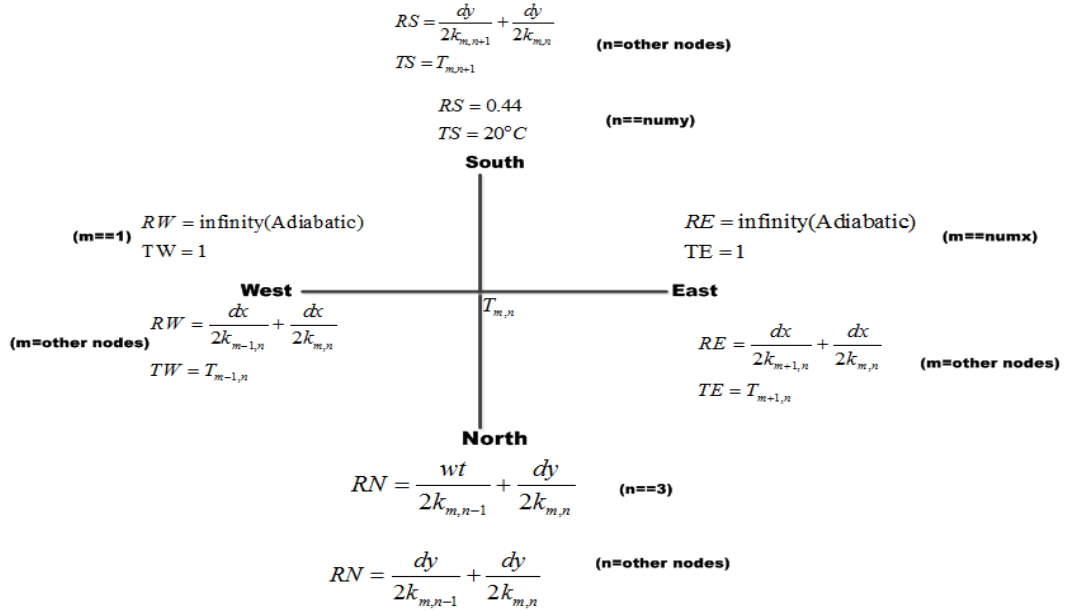 RS = dy/2k_{m,n+1} + dy/2k_{m,n}
(n=other nodes)
TS = T_{m,n+1}
RS = 0.44
(n==numy)
TS = 20°C
South
(m==1)
RW = infinity(Adiabatic)
TW = 1
RE = infinity(Adiabatic)
TE = 1
(m==numx)
West
East
T_{m,n}
(m=other nodes)
RW = dx/2k_{m-1,n} + dx/2k_{m,n}
TW = T_{m-1,n}
RE = dx/2k_{m+1,n} + dx/2k_{m,n}
(m=other nodes)
TE = T_{m+1,n}
North
RN = wt/2k_{m,n-1} + dy/2k_{m,n}
(n==3)
RN = dy/2k_{m,n-1} + dy/2k_{m,n}
(n=other nodes)